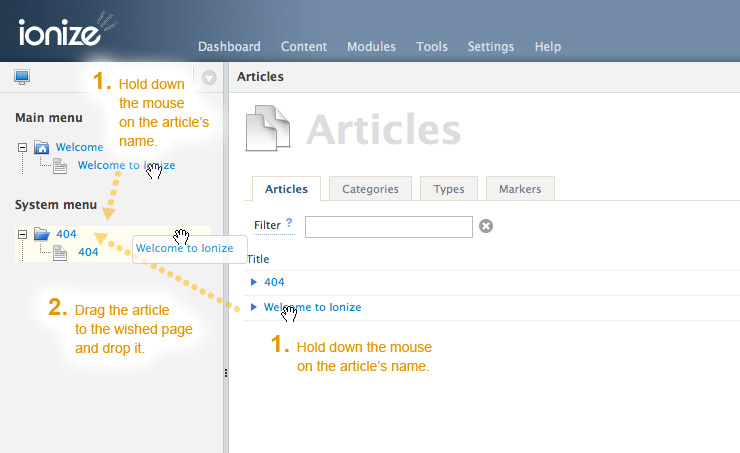 ionize
Dashboard Content Modules Tools Settings Help
Articles
1. Hold down
the mouse
on the article's
name.
Main menu
Welcome
Welcome to Ionize
System menu
404
404
Welcome to Ionize
2. Drag the article
to the wished page
and drop it.
Articles
Articles Categories Types Markers
Filter ?
Title
404
Welcome to Ionize
1. Hold down the mouse
on the article's name.